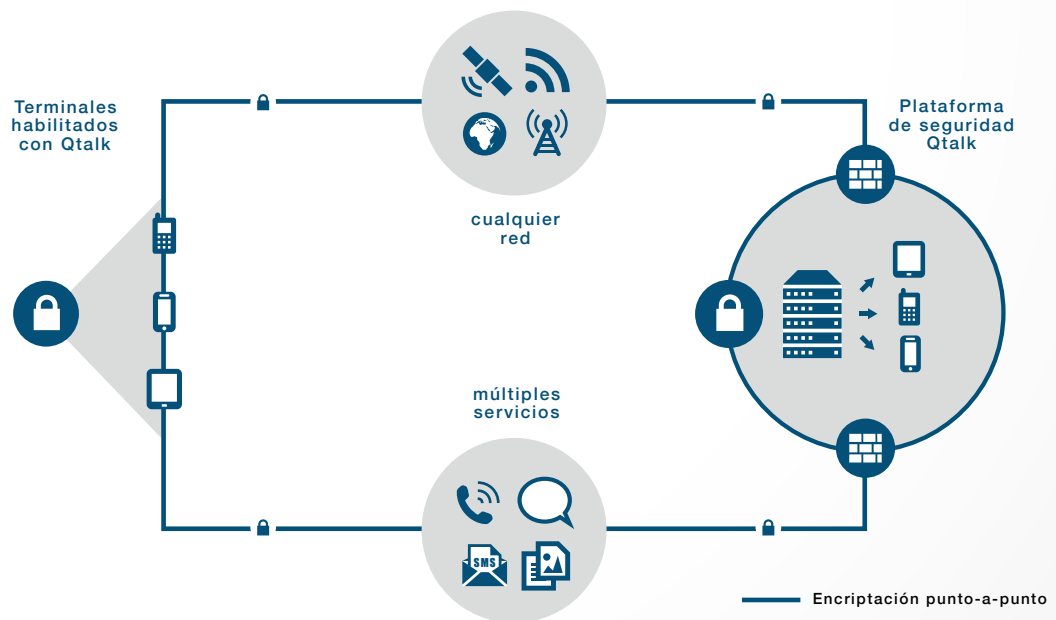 Terminales
habilitados
con Qtalk
cualquier
red
Plataforma
de seguridad
Qtalk
múltiples
servicios
SMS
Encriptación punto-a-punto